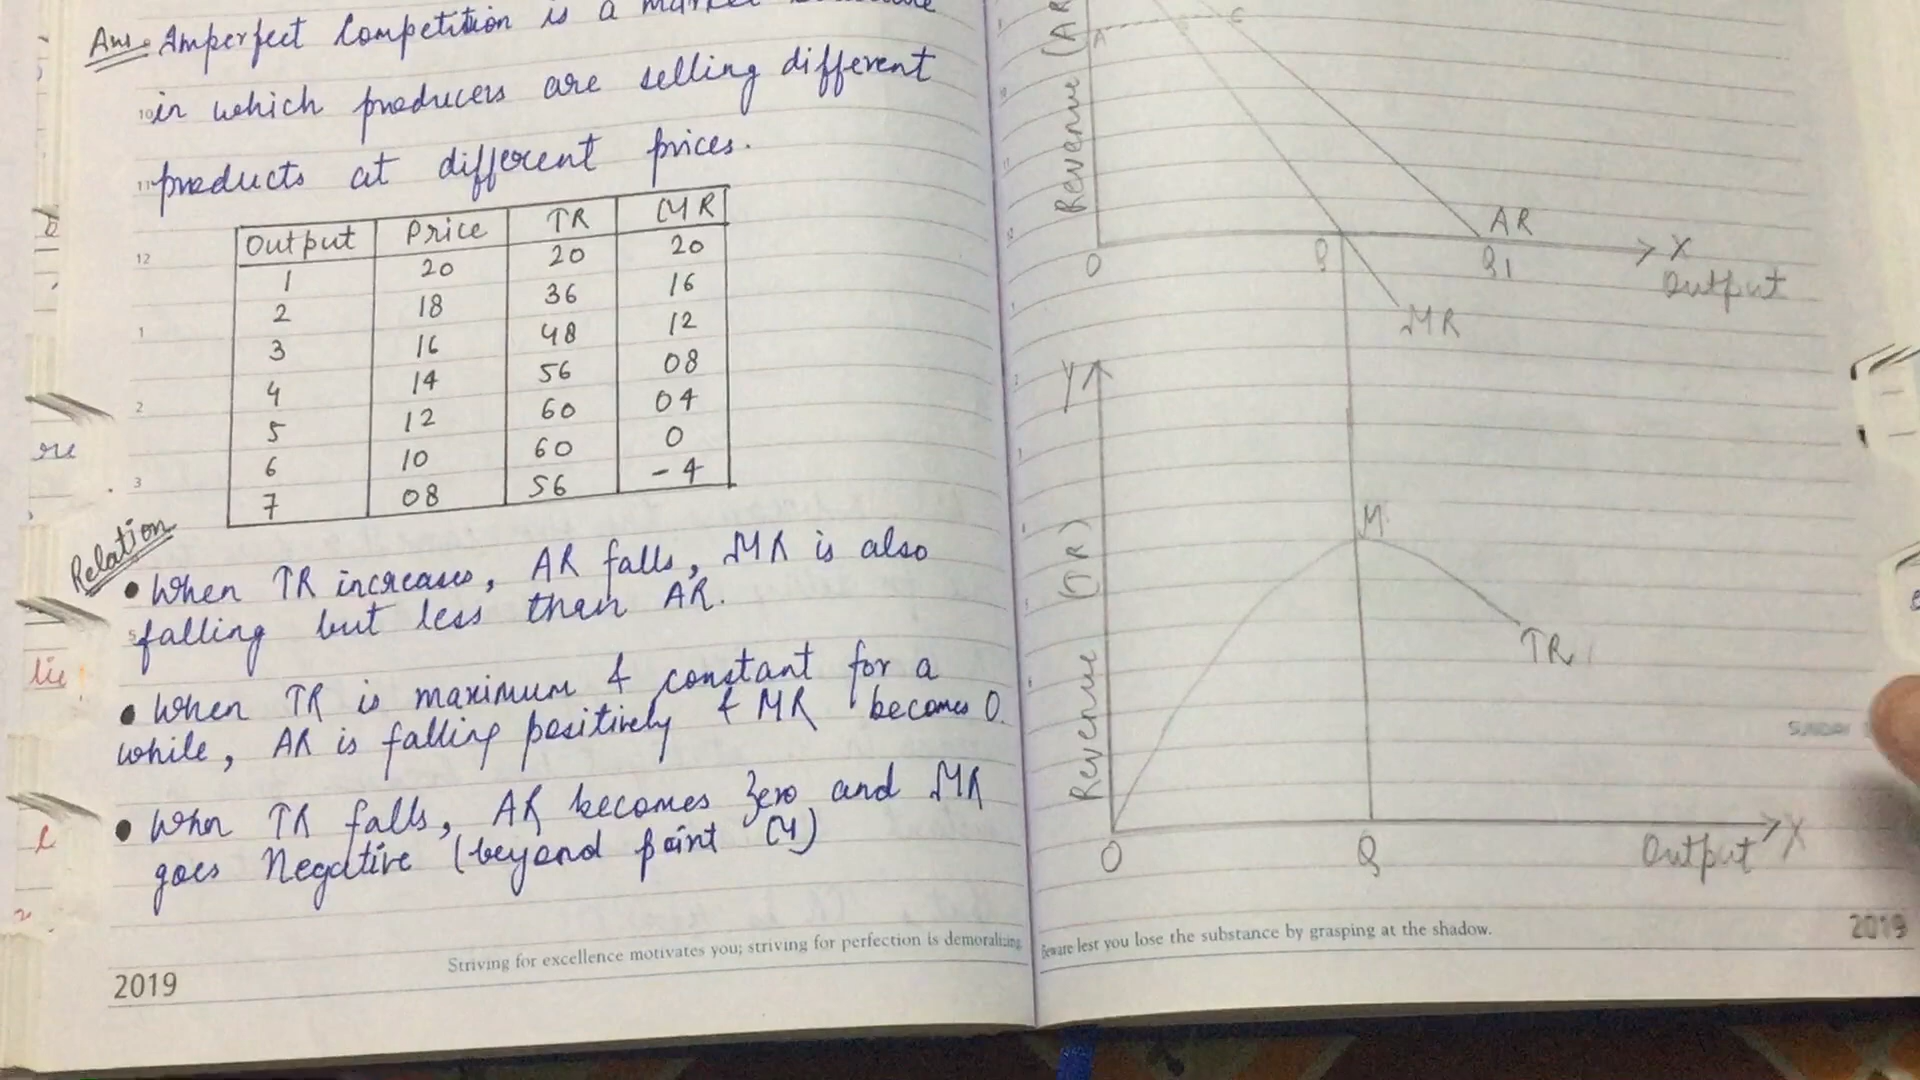 Ans. Amperfect Competition is a market
in which producers are selling different
products at different prices.
Output Price TR MR
1 20 20 20
2 18 36 16
3 16 48 12
4 14 56 08
5 12 60 04
6 10 60 0
7 08 56 -4
Relation
• When TR increases, AR falls, MR is also
falling but less than AR.
• When TR is maximum & constant for a
while, AR is falling positively & MR becomes 0.
• When TR falls, AR becomes Zero and MR
goes Negative (beyond point M)
Striving for excellence motivates you; striving for perfection is demoralizing
2019
Revenue (AR
A
C
AR
O
Q
Q1
X
Output
MR
Y
Revenue (TR)
M
TR
SUNDAY
O
Q
Output X
Beware lest you lose the substance by grasping at the shadow.
2019
re
lie